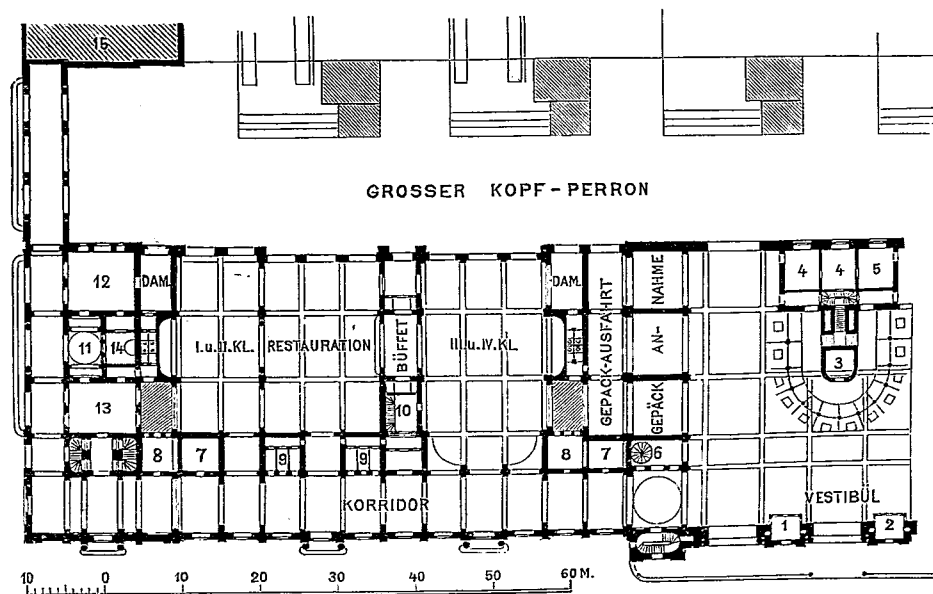 15
GROSSER KOPF-PERRON
12
DAM.
DAM.
GEPÄCK-AUSFAHRT
GEPÄCK-ANNAHME
4
4
5
11
14
I. u. II. KL.
RESTAURATION
BÜFFET
III. u. IV. KL.
3
13
10
8
7
9
9
8
7
6
KORRIDOR
VESTIBÜL
1
2
10 0 10 20 30 40 50 60 M.